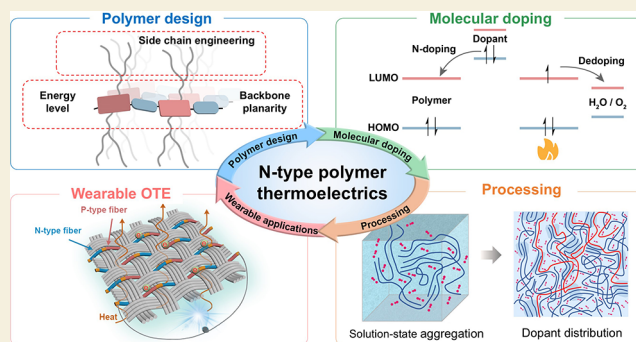 Polymer design
Side chain engineering
Energy
level
Backbone
planarity
Molecular doping
Dopant
N-doping
Dedoping
LUMO
Polymer
H₂O / O₂
HOMO
Polymer design
Molecular doping
Processing
Wearable applications
N-type polymer
thermoelectrics
Wearable OTE
P-type fiber
N-type fiber
Heat
Processing
Solution-state aggregation
Dopant distribution